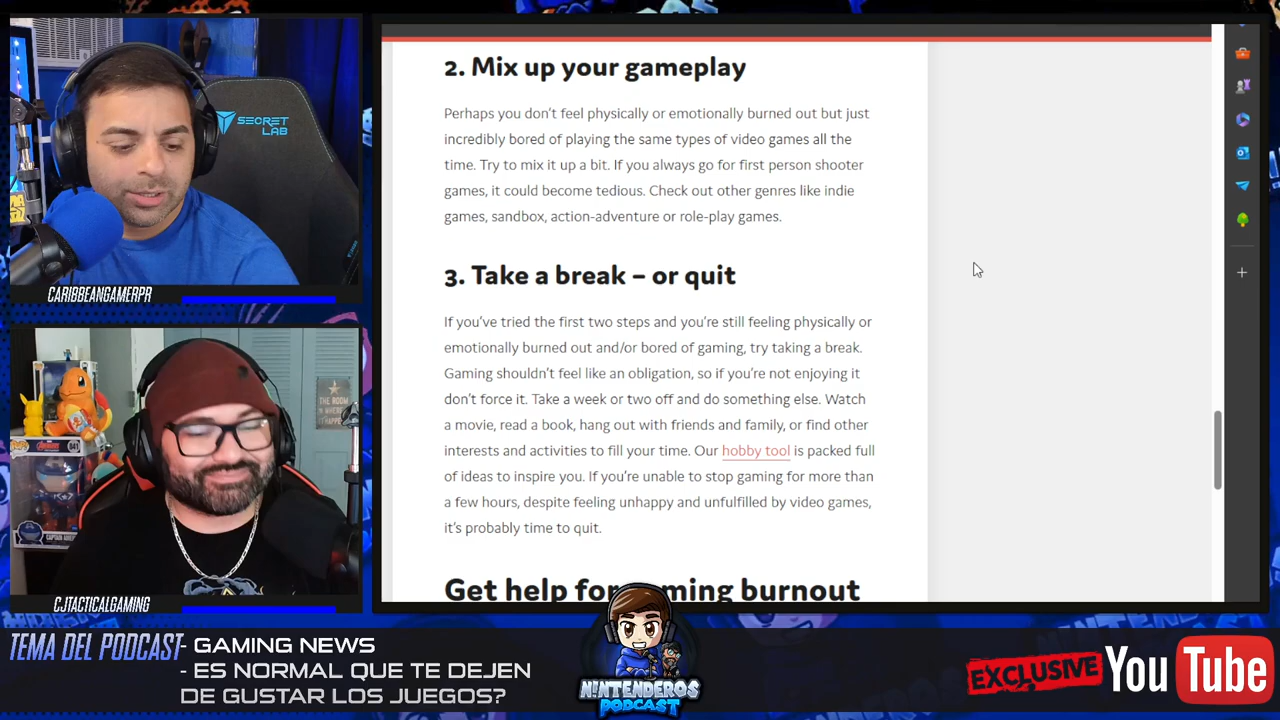 SECRET
LAB
CARIBBEANGAMERPR
THE ROOM
CJTACTICALGAMING
2. Mix up your gameplay
Perhaps you don't feel physically or emotionally burned out but just
incredibly bored of playing the same types of video games all the
time. Try to mix it up a bit. If you always go for first person shooter
games, it could become tedious. Check out other genres like indie
games, sandbox, action-adventure or role-play games.
3. Take a break – or quit
If you've tried the first two steps and you're still feeling physically or
emotionally burned out and/or bored of gaming, try taking a break.
Gaming shouldn't feel like an obligation, so if you're not enjoying it
don't force it. Take a week or two off and do something else. Watch
a movie, read a book, hang out with friends and family, or find other
interests and activities to fill your time. Our hobby tool is packed full
of ideas to inspire you. If you're unable to stop gaming for more than
a few hours, despite feeling unhappy and unfulfilled by video games,
it's probably time to quit.
Get help for gaming burnout
TEMA DEL PODCAST- GAMING NEWS
- ES NORMAL QUE TE DEJEN
DE GUSTAR LOS JUEGOS?
NINTENDEROS
PODCAST
EXCLUSIVE YouTube